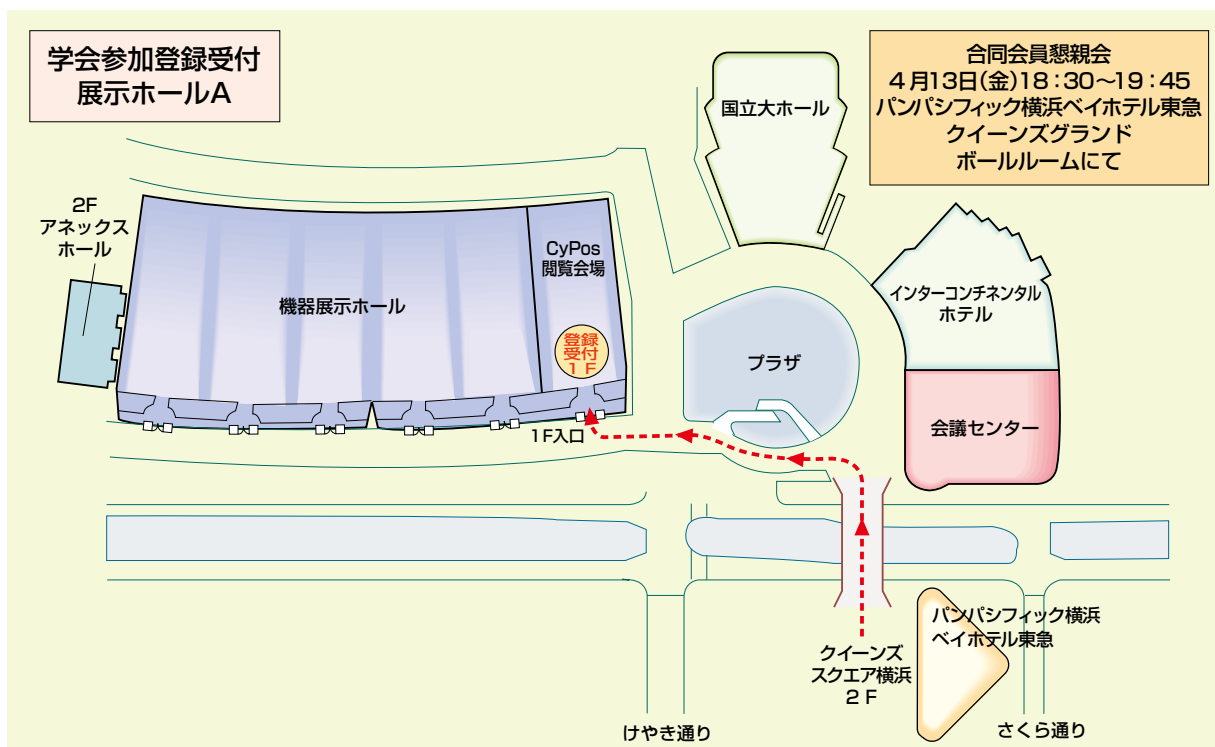 学会参加登録受付
展示ホールA
合同会員懇親会
4月13日(金)18:30〜19:45
パンパシフィック横浜ベイホテル東急
クイーンズグランド
ボールルームにて
国立大ホール
2F
アネックス
ホール
CyPos
閲覧会場
機器展示ホール
インターコンチネンタル
ホテル
登録
受付
1F
プラザ
会議センター
1F入口
パンパシフィック横浜
ベイホテル東急
クイーンズ
スクエア横浜
2F
けやき通り
さくら通り